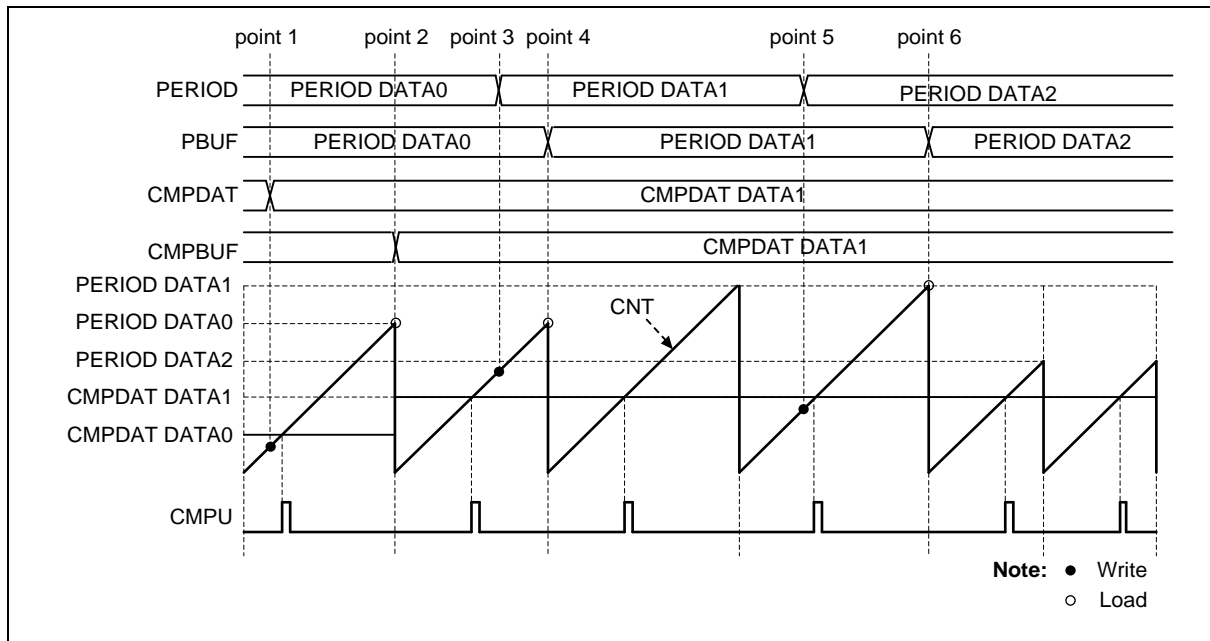 point 1 point 2 point 3 point 4 point 5 point 6
PERIOD PERIOD DATA0 PERIOD DATA1 PERIOD DATA2
PBUF PERIOD DATA0 PERIOD DATA1 PERIOD DATA2
CMPDAT CMPDAT DATA1
CMPBUF CMPDAT DATA1
PERIOD DATA1
CNT
PERIOD DATA0
PERIOD DATA2
CMPDAT DATA1
CMPDAT DATA0
CMPU
Note: ● Write
○ Load